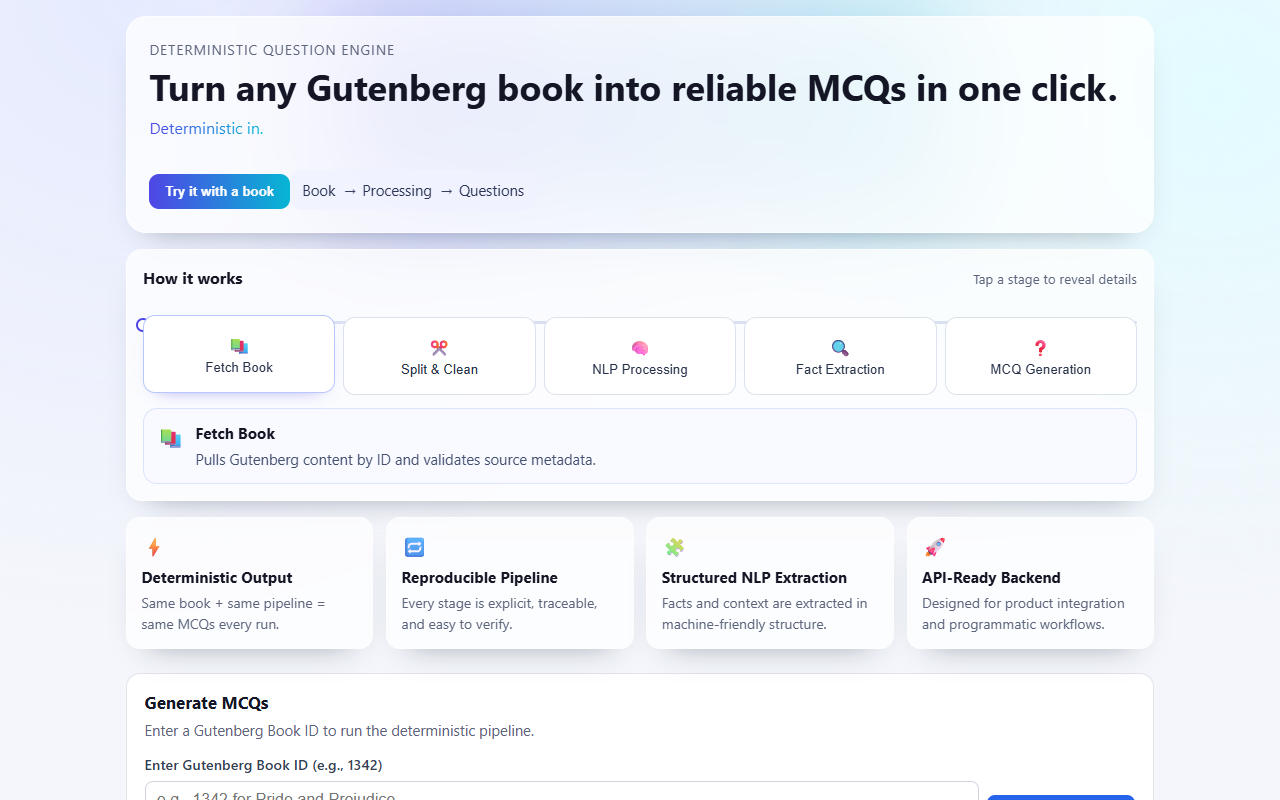 DETERMINISTIC QUESTION ENGINE
Turn any Gutenberg book into reliable MCQs in one click.
Deterministic in.
Try it with a book
Book → Processing → Questions
How it works
Tap a stage to reveal details
Fetch Book
Split & Clean
NLP Processing
Fact Extraction
MCQ Generation
Fetch Book
Pulls Gutenberg content by ID and validates source metadata.
Deterministic Output
Same book + same pipeline =
same MCQs every run.
Reproducible Pipeline
Every stage is explicit, traceable,
and easy to verify.
Structured NLP Extraction
Facts and context are extracted in
machine-friendly structure.
API-Ready Backend
Designed for product integration
and programmatic workflows.
Generate MCQs
Enter a Gutenberg Book ID to run the deterministic pipeline.
Enter Gutenberg Book ID (e.g., 1342)
e.g., 1342 for Pride and Prejudice